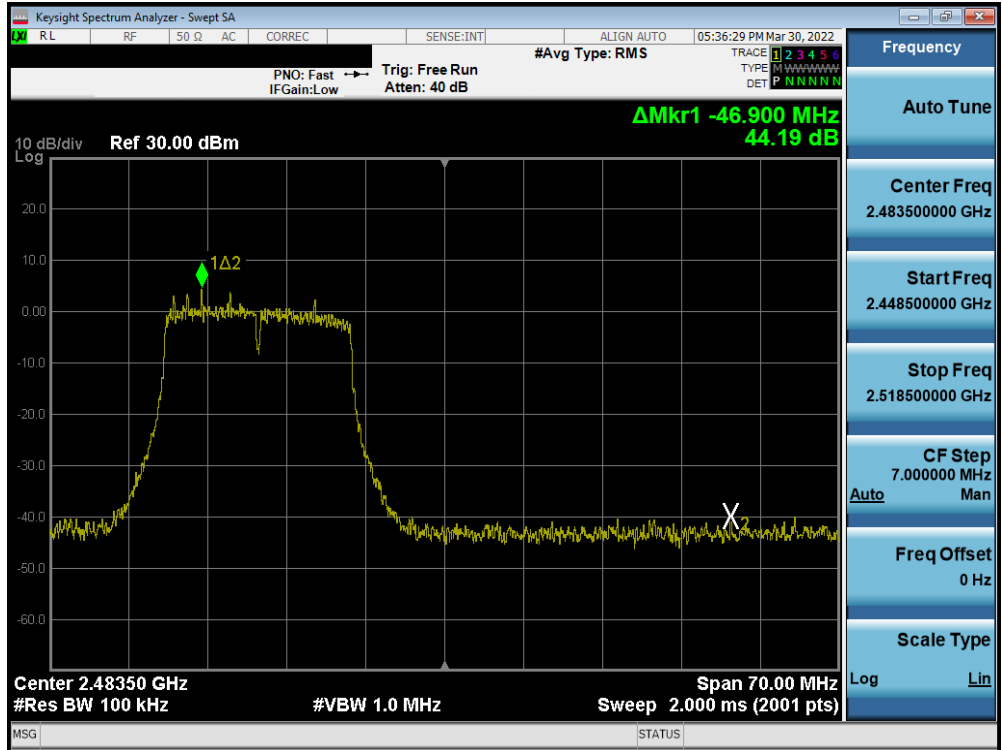 Keysight Spectrum Analyzer - Swept SA
LXI RL RF 50 Ω AC CORREC SENSE:INT ALIGN AUTO 05:36:29 PM Mar 30, 2022
#Avg Type: RMS
TRACE 1 2 3 4 5 6
TYPE M WWWWW
DET P N N N N N
PNO: Fast Trig: Free Run
IFGain:Low Atten: 40 dB
ΔMkr1 -46.900 MHz
44.19 dB
10 dB/div Ref 30.00 dBm
Log
20.0
10.0
1Δ2
0.00
-10.0
-20.0
-30.0
-40.0
X2
-50.0
-60.0
Center 2.48350 GHz Span 70.00 MHz
#Res BW 100 kHz #VBW 1.0 MHz Sweep 2.000 ms (2001 pts)
MSG STATUS
Frequency
Auto Tune
Center Freq
2.483500000 GHz
Start Freq
2.448500000 GHz
Stop Freq
2.518500000 GHz
CF Step
7.000000 MHz
Auto Man
Freq Offset
0 Hz
Scale Type
Log Lin